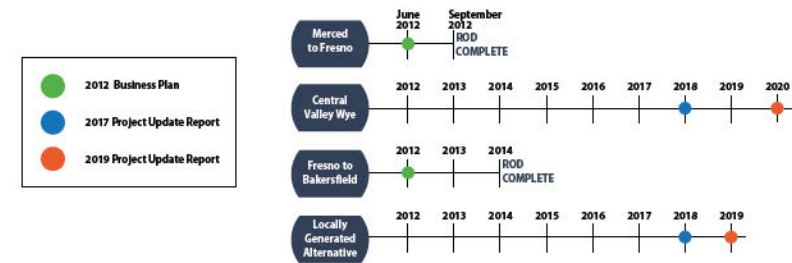 2012 Business Plan
2017 Project Update Report
2019 Project Update Report
Merced
to Fresno
June
2012
September
2012
ROD
COMPLETE
Central
Valley Wye
2012 2013 2014 2015 2016 2017 2018 2019 2020
Fresno to
Bakersfield
2012 2013 2014
ROD
COMPLETE
Locally
Generated
Alternative
2012 2013 2014 2015 2016 2017 2018 2019